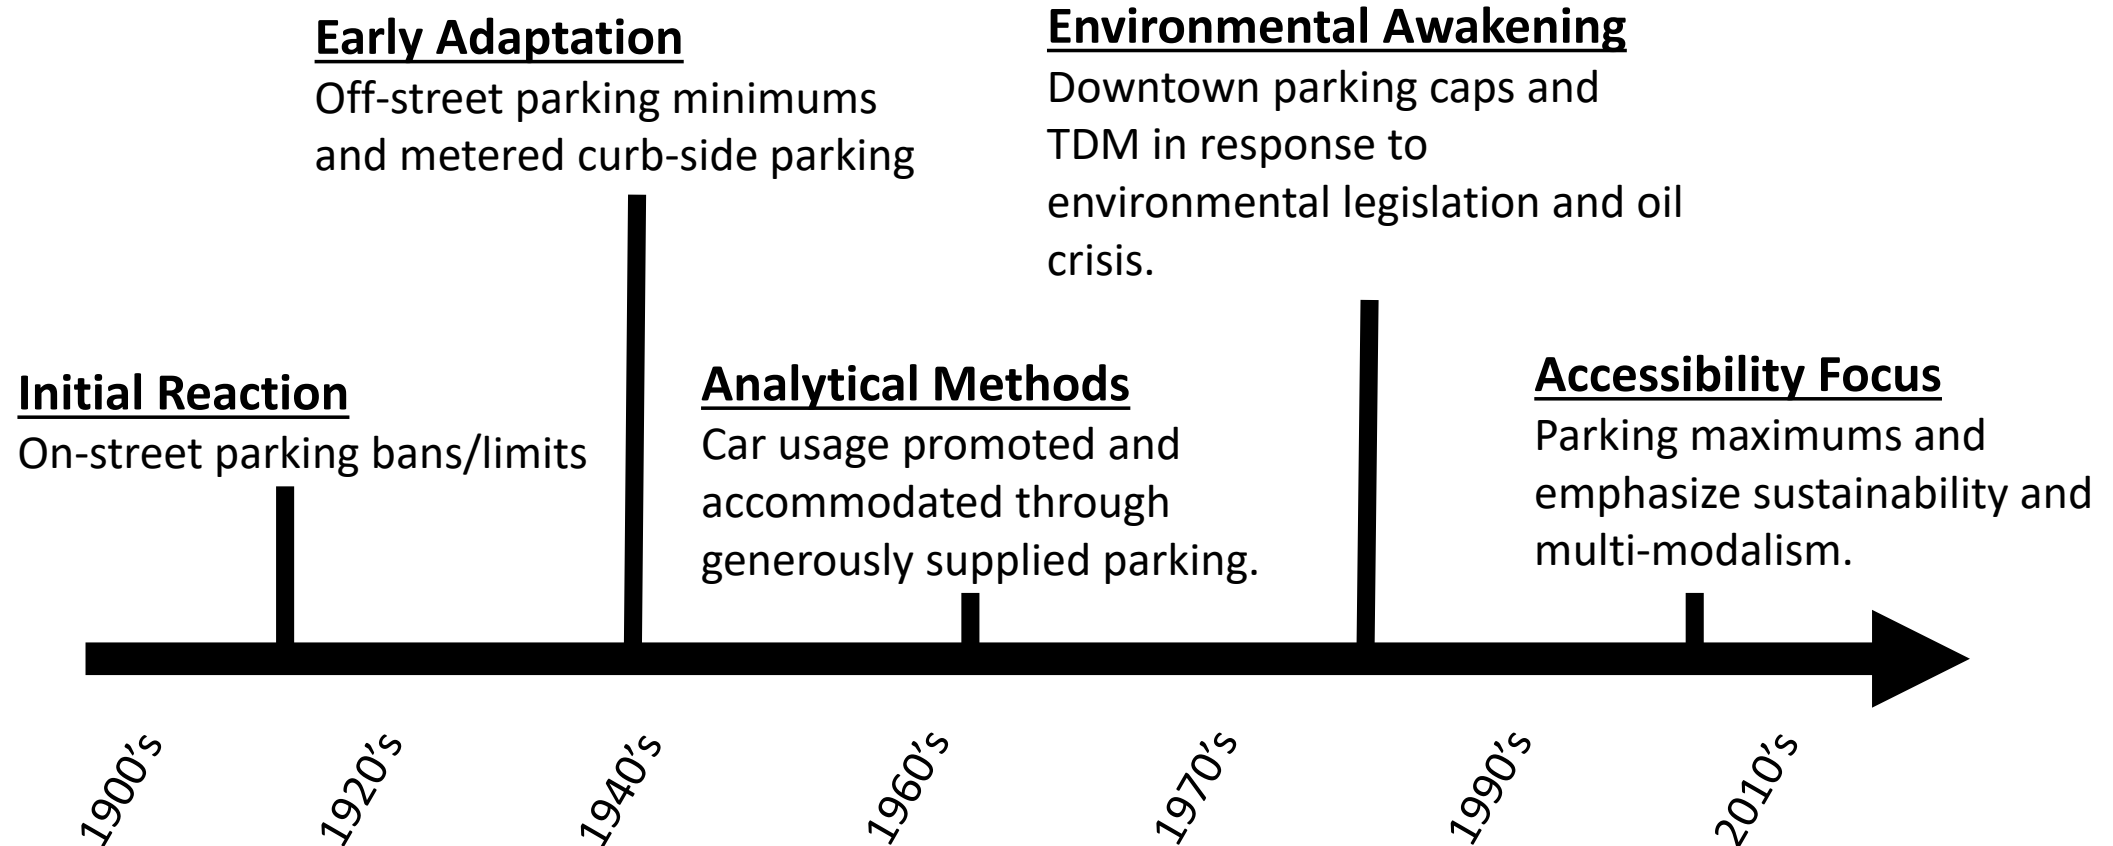 Early Adaptation
Off-street parking minimums
and metered curb-side parking
Environmental Awakening
Downtown parking caps and
TDM in response to
environmental legislation and oil
crisis.
Initial Reaction
On-street parking bans/limits
Analytical Methods
Car usage promoted and
accommodated through
generously supplied parking.
Accessibility Focus
Parking maximums and
emphasize sustainability and
multi-modalism.
1900’s
1920’s
1940’s
1960’s
1970’s
1990’s
2010’s